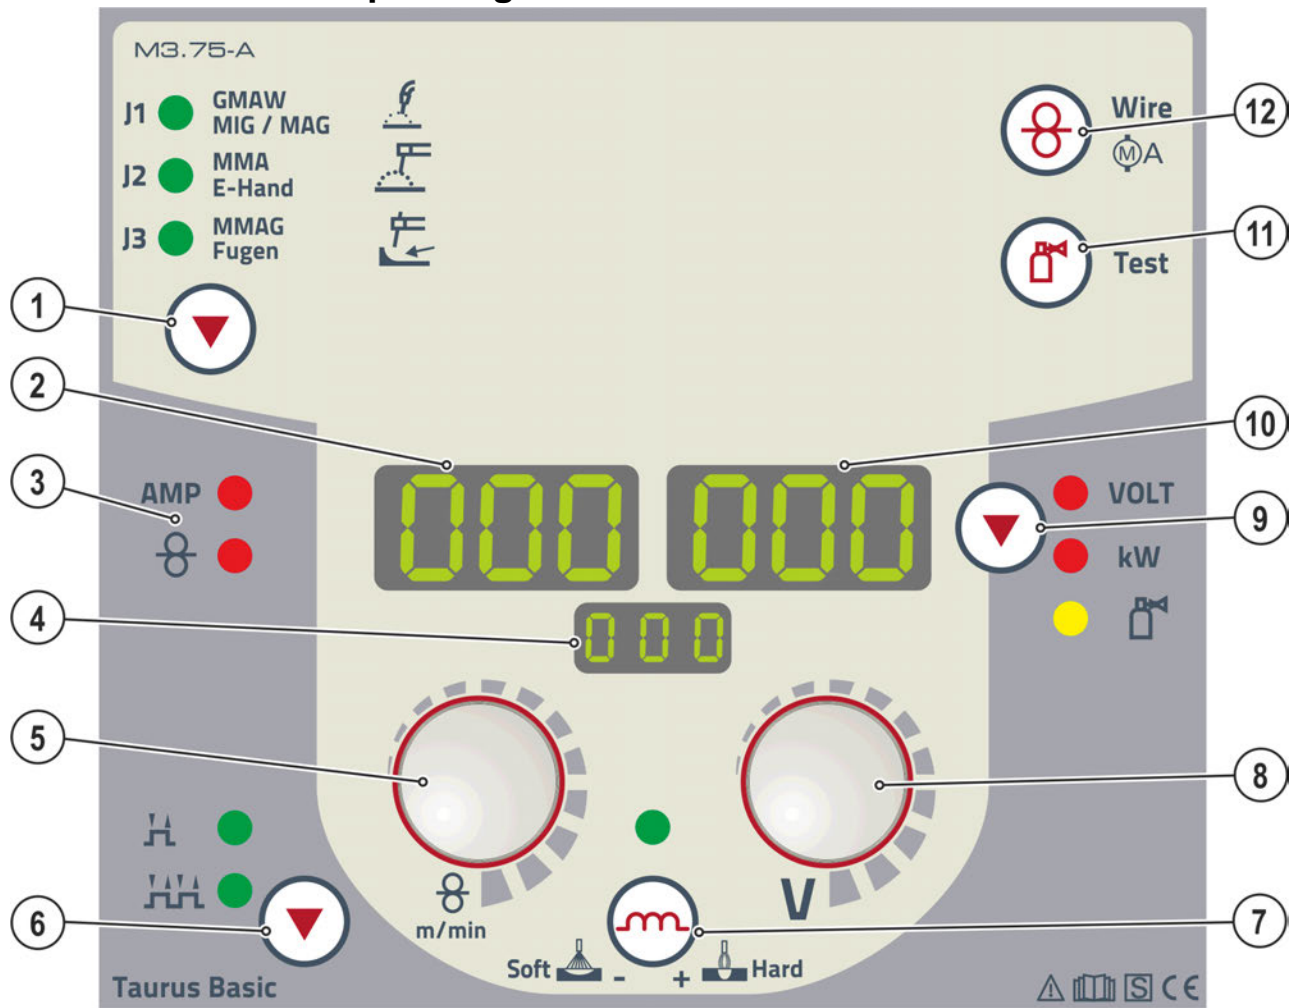 M3.75-A
J1 GMAW
MIG / MAG
J2 MMA
E-Hand
J3 MMAG
Fugen
Wire
M A
Test
12
11
1
2
10
3
AMP
000
000
VOLT
9
kW
4
000
5
8
m/min
V
6
7
Soft - + Hard
Taurus Basic
S CE